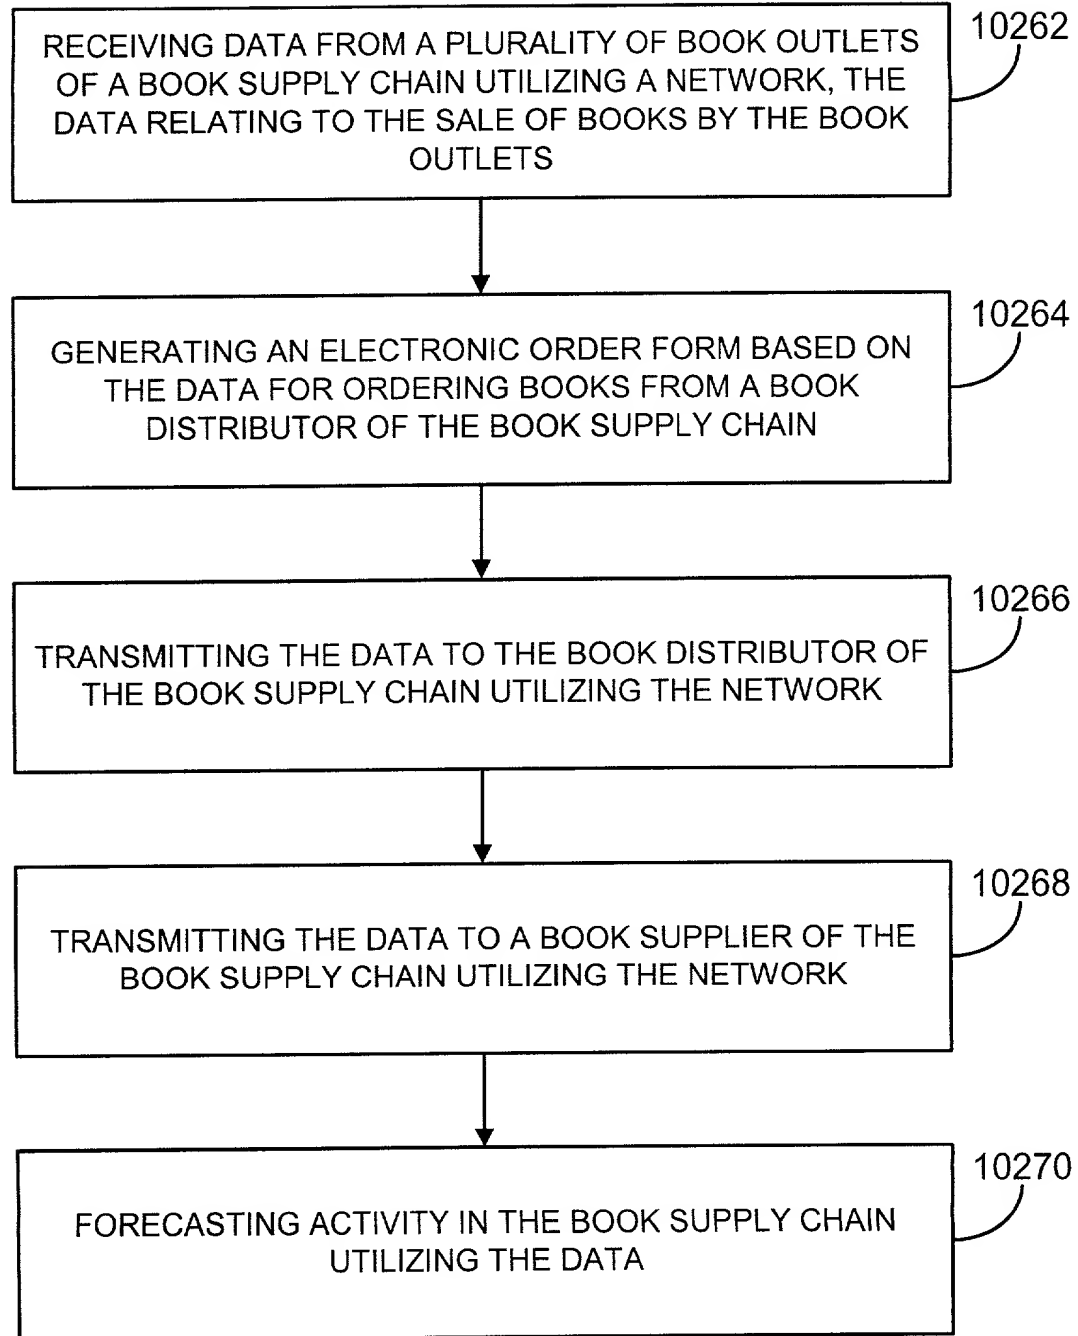 RECEIVING DATA FROM A PLURALITY OF BOOK OUTLETS
OF A BOOK SUPPLY CHAIN UTILIZING A NETWORK, THE
DATA RELATING TO THE SALE OF BOOKS BY THE BOOK
OUTLETS
10262
GENERATING AN ELECTRONIC ORDER FORM BASED ON
THE DATA FOR ORDERING BOOKS FROM A BOOK
DISTRIBUTOR OF THE BOOK SUPPLY CHAIN
10264
TRANSMITTING THE DATA TO THE BOOK DISTRIBUTOR OF
THE BOOK SUPPLY CHAIN UTILIZING THE NETWORK
10266
TRANSMITTING THE DATA TO A BOOK SUPPLIER OF THE
BOOK SUPPLY CHAIN UTILIZING THE NETWORK
10268
FORECASTING ACTIVITY IN THE BOOK SUPPLY CHAIN
UTILIZING THE DATA
10270